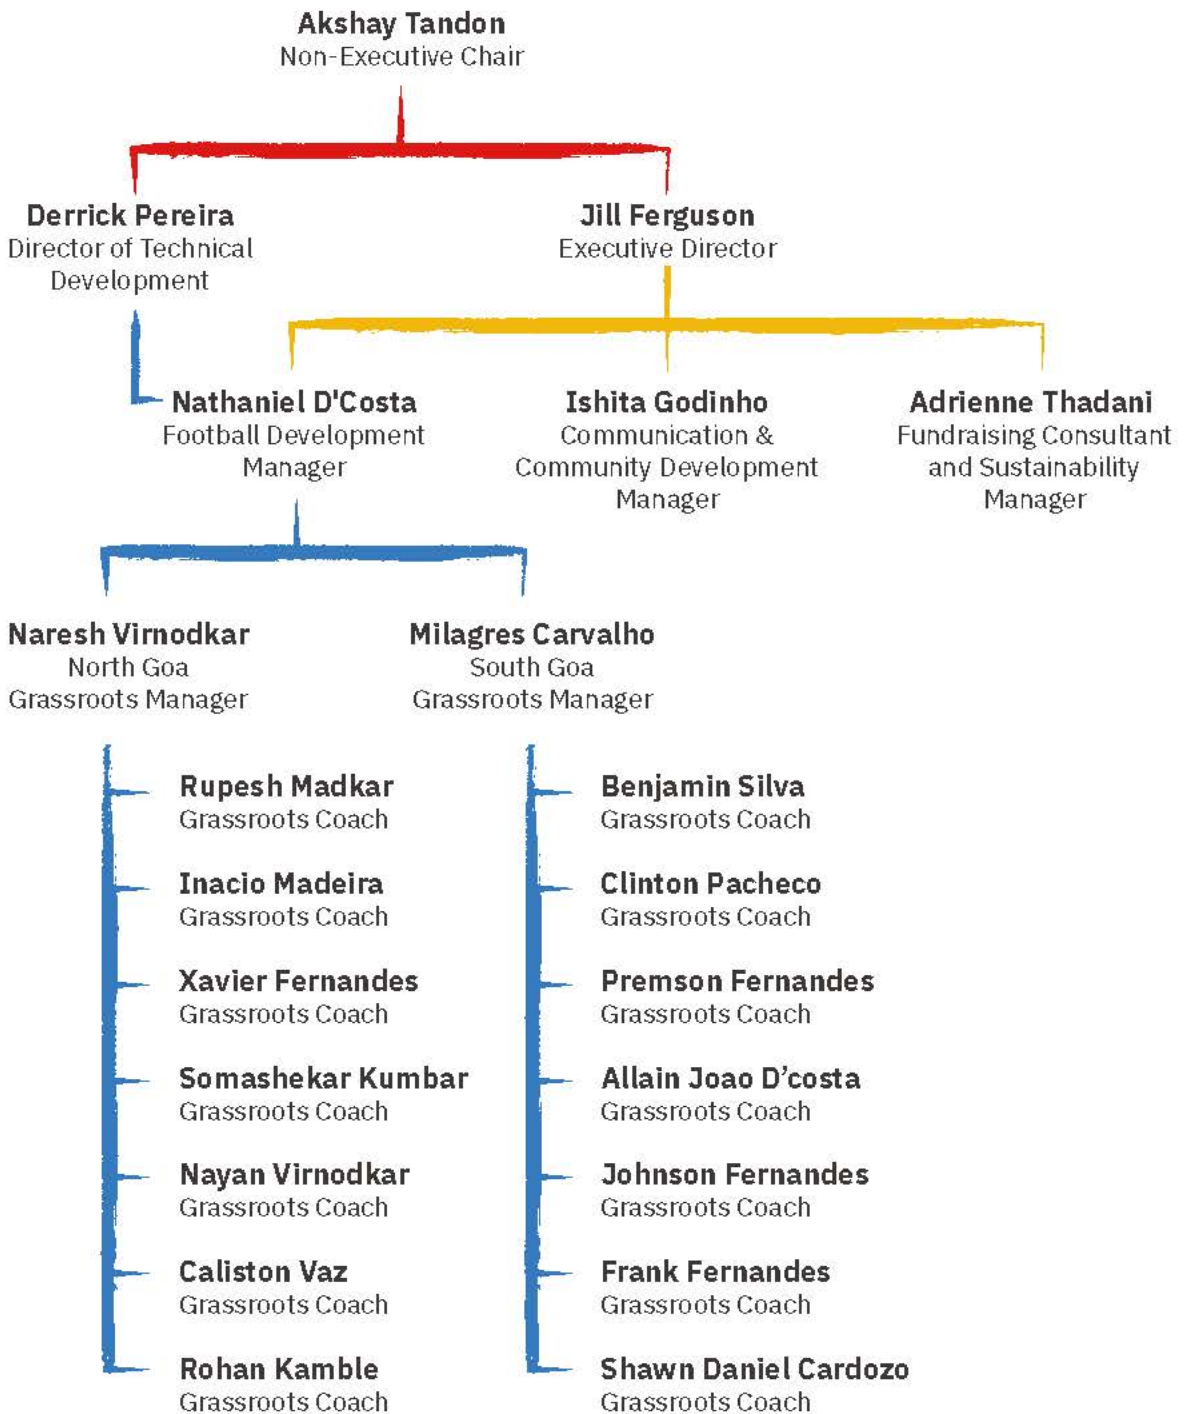 Akshay Tandon
Non-Executive Chair
Derrick Pereira
Director of Technical
Development
Jill Ferguson
Executive Director
Nathaniel D'Costa
Football Development
Manager
Ishita Godinho
Communication &
Community Development
Manager
Adrienne Thadani
Fundraising Consultant
and Sustainability
Manager
Naresh Virnodkar
North Goa
Grassroots Manager
Milagres Carvalho
South Goa
Grassroots Manager
Rupesh Madkar
Grassroots Coach
Inacio Madeira
Grassroots Coach
Xavier Fernandes
Grassroots Coach
Somashekar Kumbar
Grassroots Coach
Nayan Virnodkar
Grassroots Coach
Caliston Vaz
Grassroots Coach
Rohan Kamble
Grassroots Coach
Benjamin Silva
Grassroots Coach
Clinton Pacheco
Grassroots Coach
Premson Fernandes
Grassroots Coach
Allain Joao D’costa
Grassroots Coach
Johnson Fernandes
Grassroots Coach
Frank Fernandes
Grassroots Coach
Shawn Daniel Cardozo
Grassroots Coach